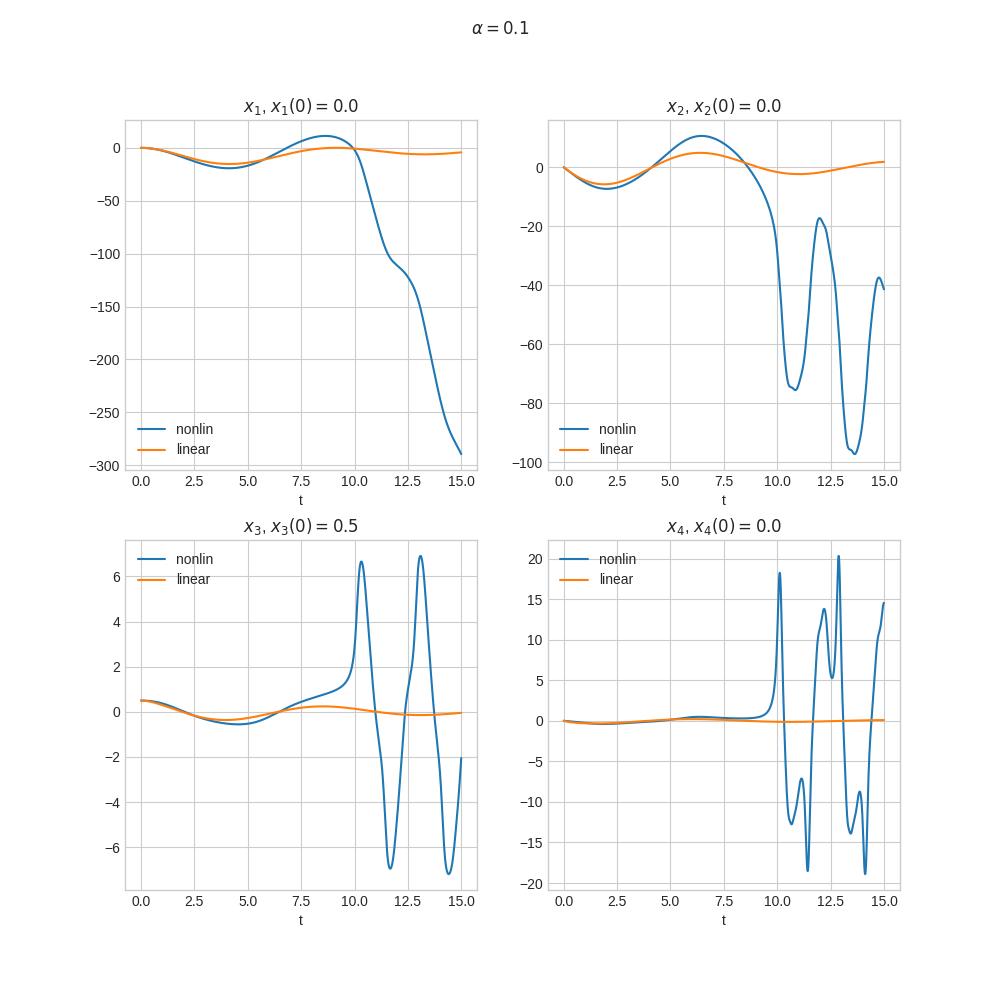 α = 0.1
x₁, x₁(0) = 0.0
x₂, x₂(0) = 0.0
0
−50
−100
−150
−200
−250
−300
nonlin
linear
0.0 2.5 5.0 7.5 10.0 12.5 15.0
t
0
−20
−40
−60
−80
−100
nonlin
linear
0.0 2.5 5.0 7.5 10.0 12.5 15.0
t
x₃, x₃(0) = 0.5
x₄, x₄(0) = 0.0
nonlin
linear
6
4
2
0
−2
−4
−6
0.0 2.5 5.0 7.5 10.0 12.5 15.0
t
nonlin
linear
20
15
10
5
0
−5
−10
−15
−20
0.0 2.5 5.0 7.5 10.0 12.5 15.0
t